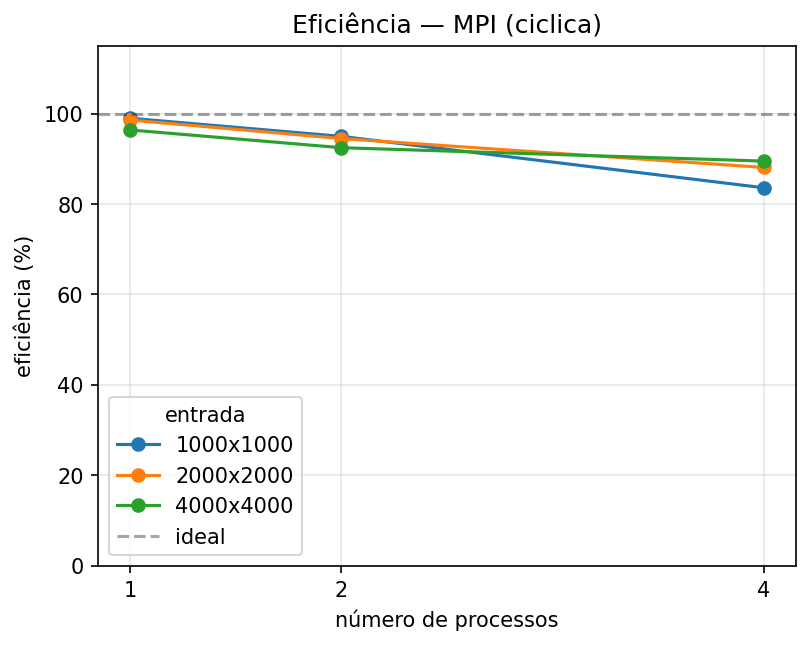 Eficiência — MPI (ciclica)
eficiência (%)
100
80
60
40
20
0
entrada
1000x1000
2000x2000
4000x4000
ideal
1 2 4
número de processos